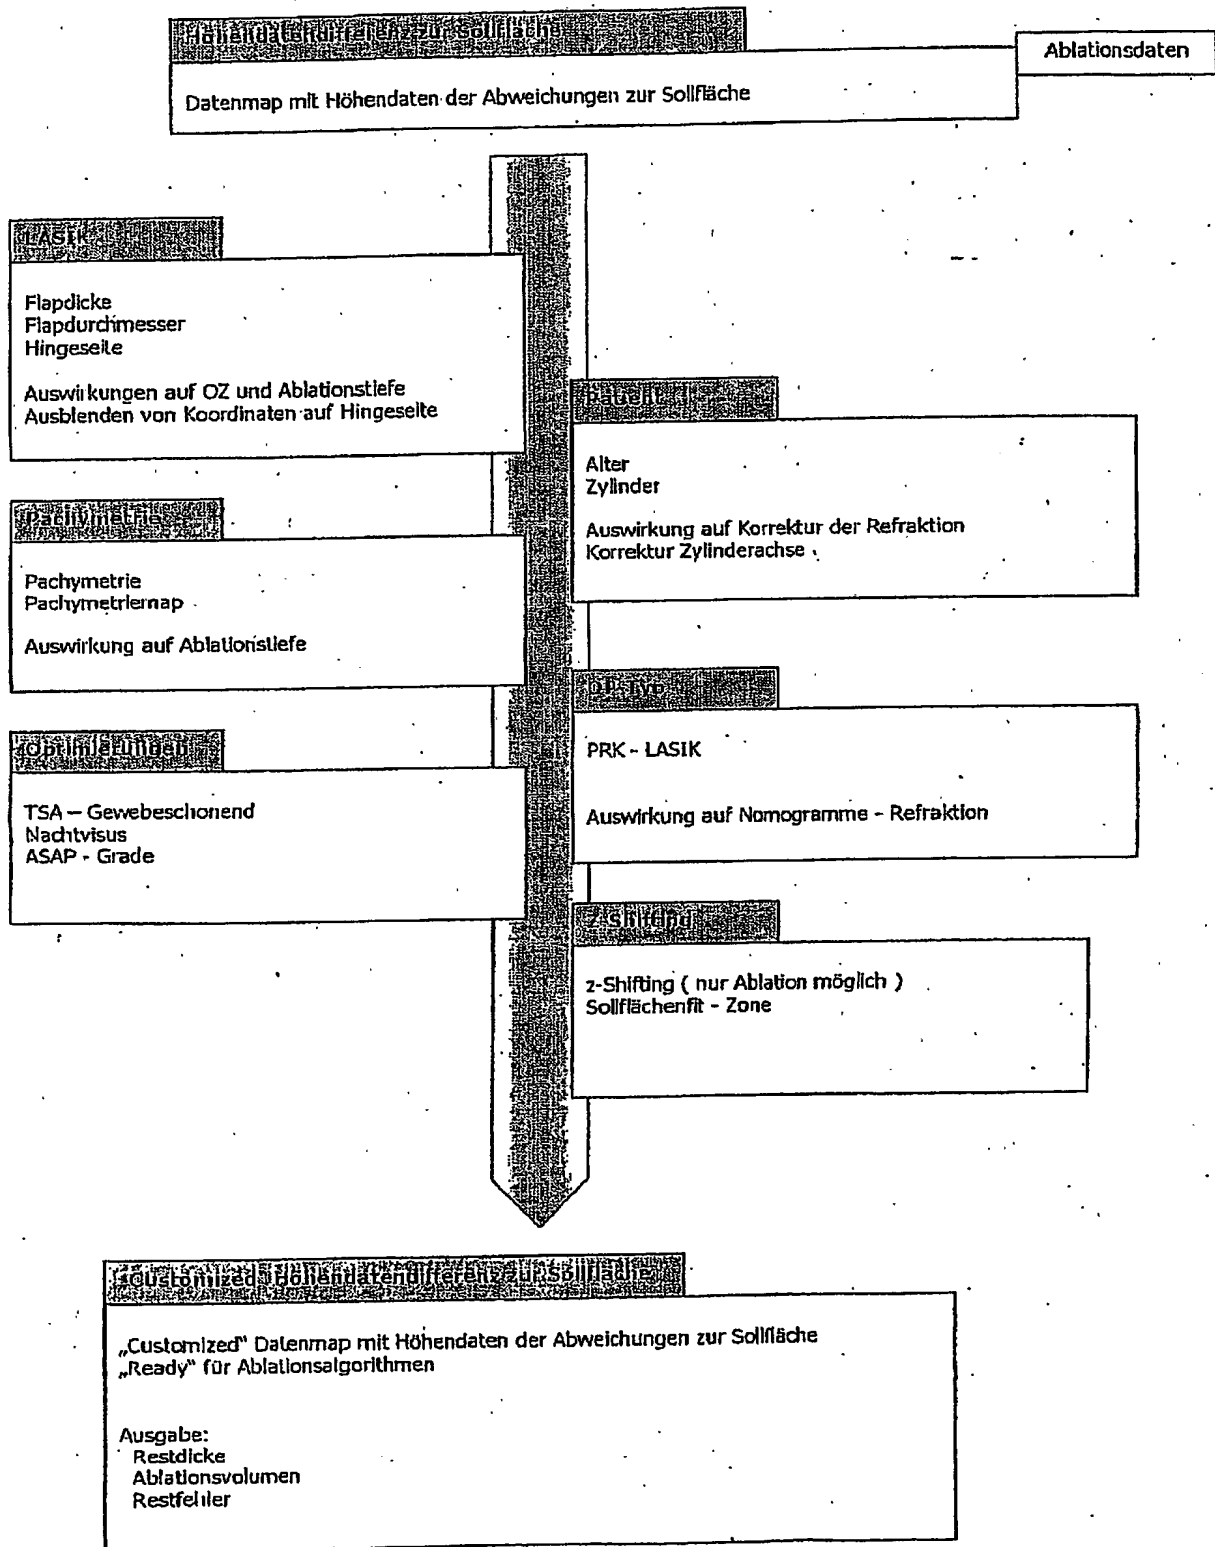 Höhendatendifferenz zur Sollfläche
Ablationsdaten
Datenmap mit Höhendaten der Abweichungen zur Sollfläche
LASIK
Flapdicke
Flapdurchmesser
Hingeseite
Auswirkungen auf OZ und Ablationstiefe
Ausblenden von Koordinaten auf Hingeseite
Patient
Alter
Zylinder
Auswirkung auf Korrektur der Refraktion
Korrektur Zylinderachse
Pachymetrie
Pachymetrie
Pachymetriemap
Auswirkung auf Ablationstiefe
OP-Typ
PRK - LASIK
Auswirkung auf Nomogramme - Refraktion
Optimierungen
TSA – Gewebeschonend
Nachtvisus
ASAP - Grade
z-Shifting
z-Shifting ( nur Ablation möglich )
Sollflächenfit - Zone
„Customized“ Höhendatendifferenz zur Sollfläche
„Customized“ Datenmap mit Höhendaten der Abweichungen zur Sollfläche
„Ready“ für Ablationsalgorithmen
Ausgabe:
Restdicke
Ablationsvolumen
Restfehler